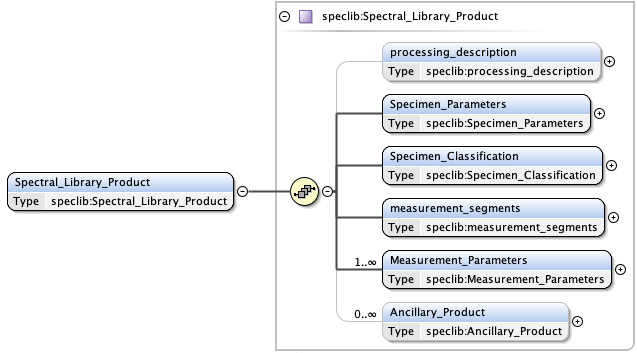 speclib:Spectral_Library_Product
processing_description
Type speclib:processing_description
Specimen_Parameters
Type speclib:Specimen_Parameters
Specimen_Classification
Type speclib:Specimen_Classification
Spectral_Library_Product
Type speclib:Spectral_Library_Product
measurement_segments
Type speclib:measurement_segments
1..∞
Measurement_Parameters
Type speclib:Measurement_Parameters
0..∞
Ancillary_Product
Type speclib:Ancillary_Product